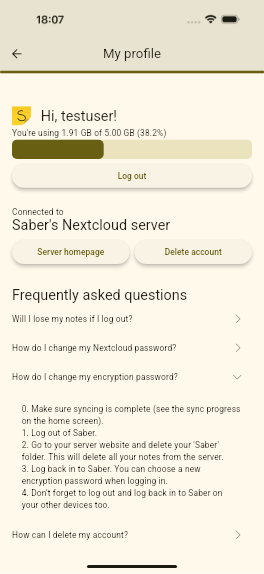 18:07
My profile
Hi, testuser!
You're using 1.91 GB of 5.00 GB (38.2%)
Log out
Connected to
Saber's Nextcloud server
Server homepage
Delete account
Frequently asked questions
Will I lose my notes if I log out?
How do I change my Nextcloud password?
How do I change my encryption password?
0. Make sure syncing is complete (see the sync progress
on the home screen).
1. Log out of Saber.
2. Go to your server website and delete your 'Saber'
folder. This will delete all your notes from the server.
3. Log back in to Saber. You can choose a new
encryption password when logging in.
4. Don't forget to log out and log back in to Saber on
your other devices too.
How can I delete my account?